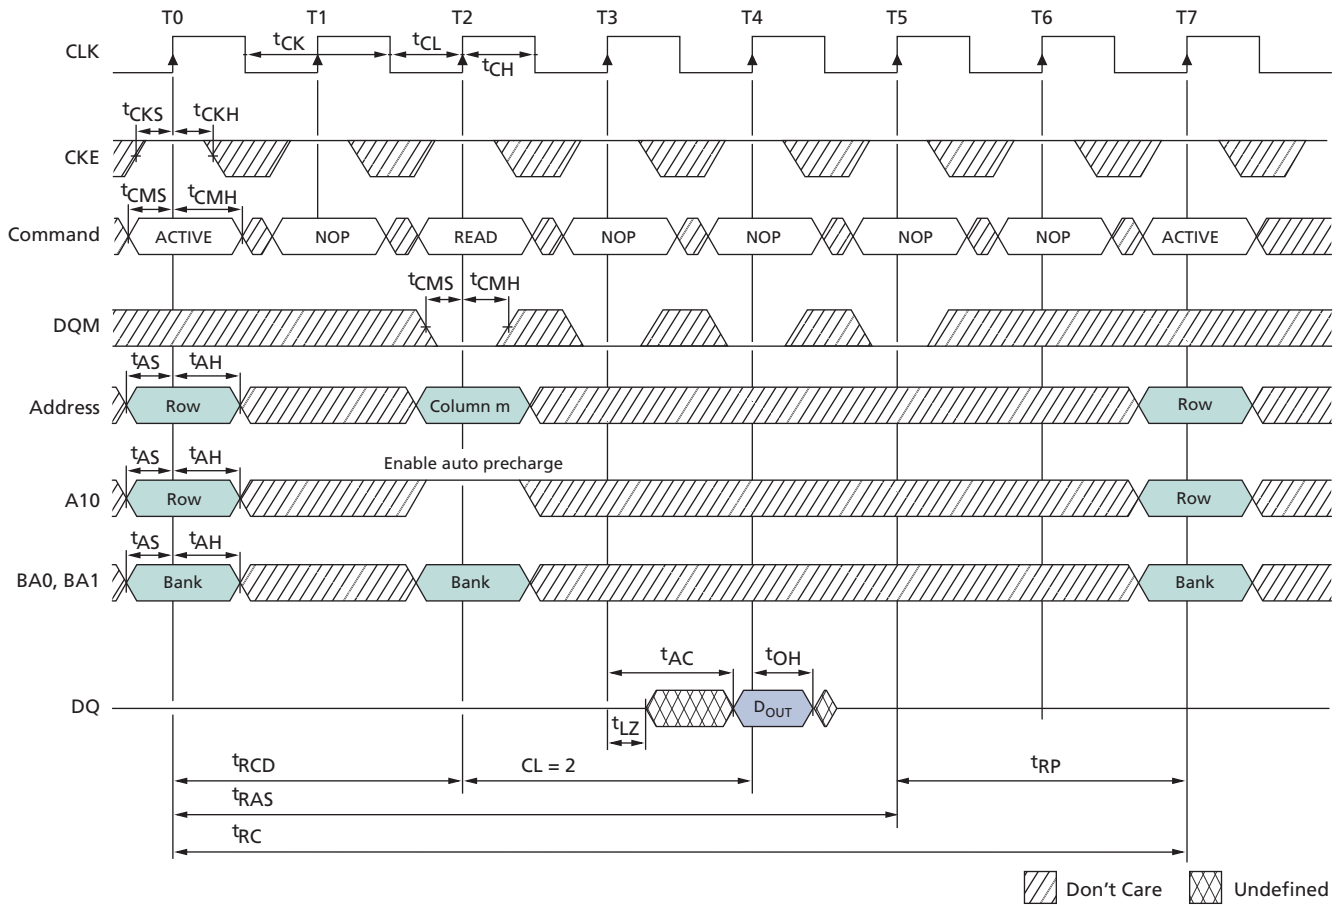 T0 T1 T2 T3 T4 T5 T6 T7
CLK tCK tCL tCH
tCKS tCKH
CKE
tCMS tCMH
Command ACTIVE NOP READ NOP NOP NOP NOP ACTIVE
tCMS tCMH
DQM
tAS tAH
Address Row Column m Row
tAS tAH
Enable auto precharge
A10 Row Row
tAS tAH
BA0, BA1 Bank Bank Bank
tAC tOH
DQ DOUT
tLZ
tRCD CL = 2 tRP
tRAS
tRC
Don't Care Undefined